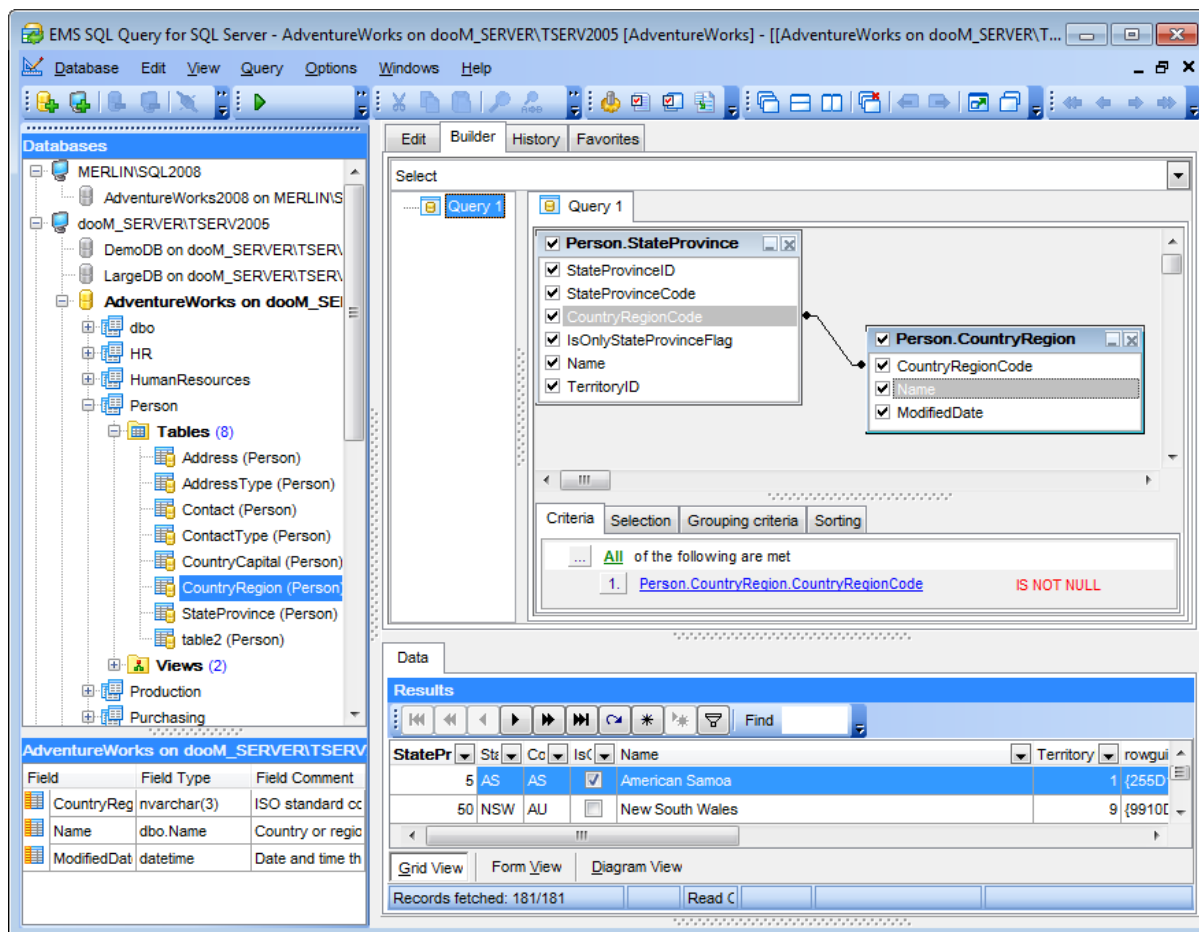 EMS SQL Query for SQL Server - AdventureWorks on dooM_SERVER\TSERV2005 [AdventureWorks] - [[AdventureWorks on dooM_SERVER\T...
Database Edit View Query Options Windows Help
Databases
MERLIN\SQL2008
AdventureWorks2008 on MERLIN\S
dooM_SERVER\TSERV2005
DemoDB on dooM_SERVER\TSER\
LargeDB on dooM_SERVER\TSER\
AdventureWorks on dooM_SE
dbo
HR
HumanResources
Person
Tables (8)
Address (Person)
AddressType (Person)
Contact (Person)
ContactType (Person)
CountryCapital (Person)
CountryRegion (Person)
StateProvince (Person)
table2 (Person)
Views (2)
Production
Purchasing
AdventureWorks on dooM_SERVER\TSERV
Field Field Type Field Comment
CountryReg nvarchar(3) ISO standard cc
Name dbo.Name Country or regic
ModifiedDat datetime Date and time th
Edit Builder History Favorites
Select
Query 1
Query 1
Person.StateProvince
StateProvinceID
StateProvinceCode
CountryRegionCode
IsOnlyStateProvinceFlag
Name
TerritoryID
Person.CountryRegion
CountryRegionCode
Name
ModifiedDate
Criteria Selection Grouping criteria Sorting
... All of the following are met
1. Person.CountryRegion.CountryRegionCode IS NOT NULL
Data
Results
Find
StatePr Sta Cc Is( Name Territory rowgui
5 AS AS American Samoa 1 {255D
50 NSW AU New South Wales 9 {9910D
Grid View Form View Diagram View
Records fetched: 181/181 Read C